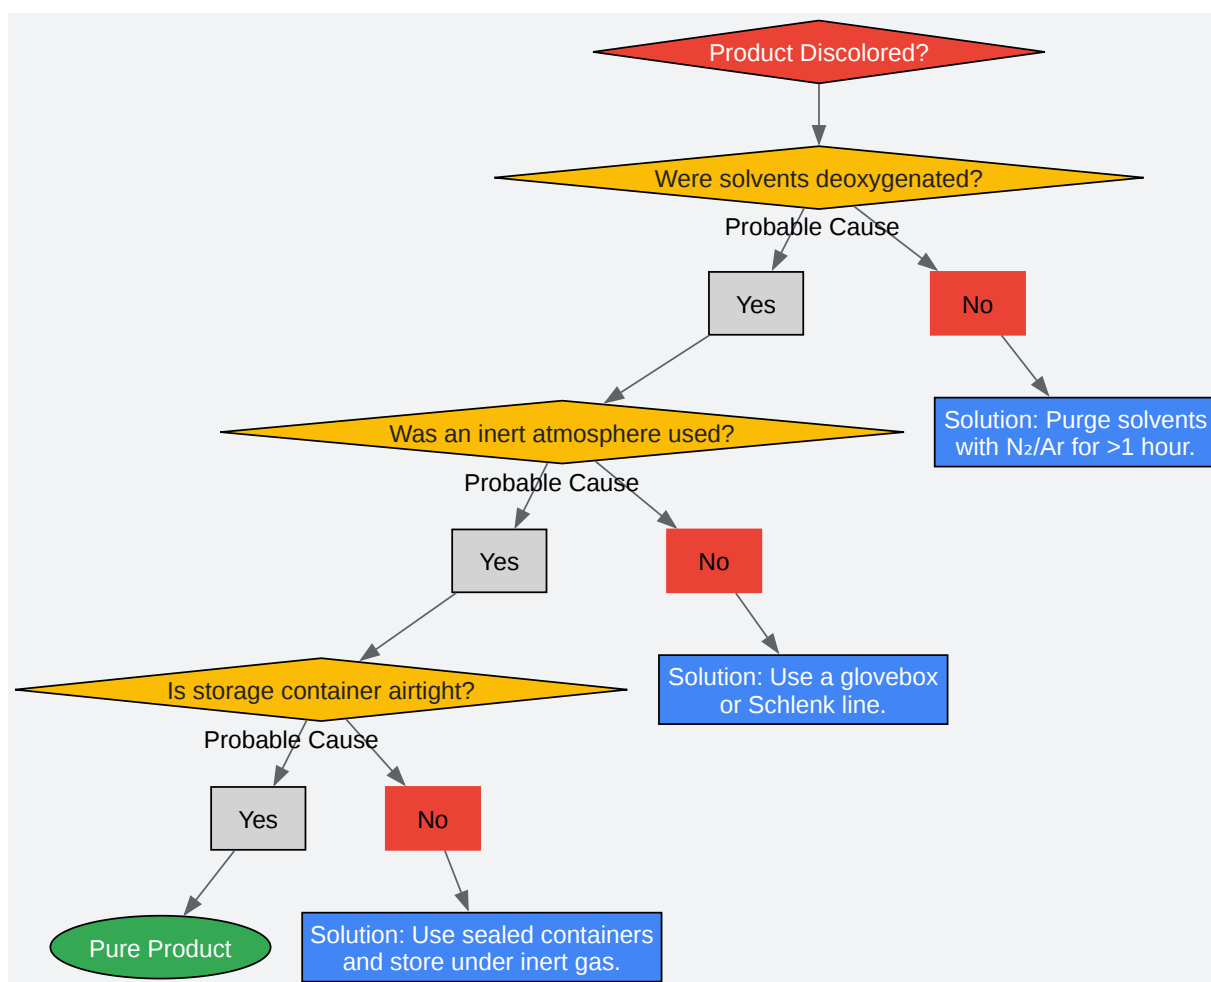 Product Discolored?
Were solvents deoxygenated?
Probable Cause
Yes
No
Solution: Purge solvents
with N₂/Ar for >1 hour.
Was an inert atmosphere used?
Probable Cause
Yes
No
Solution: Use a glovebox
or Schlenk line.
Is storage container airtight?
Probable Cause
Yes
No
Pure Product
Solution: Use sealed containers
and store under inert gas.